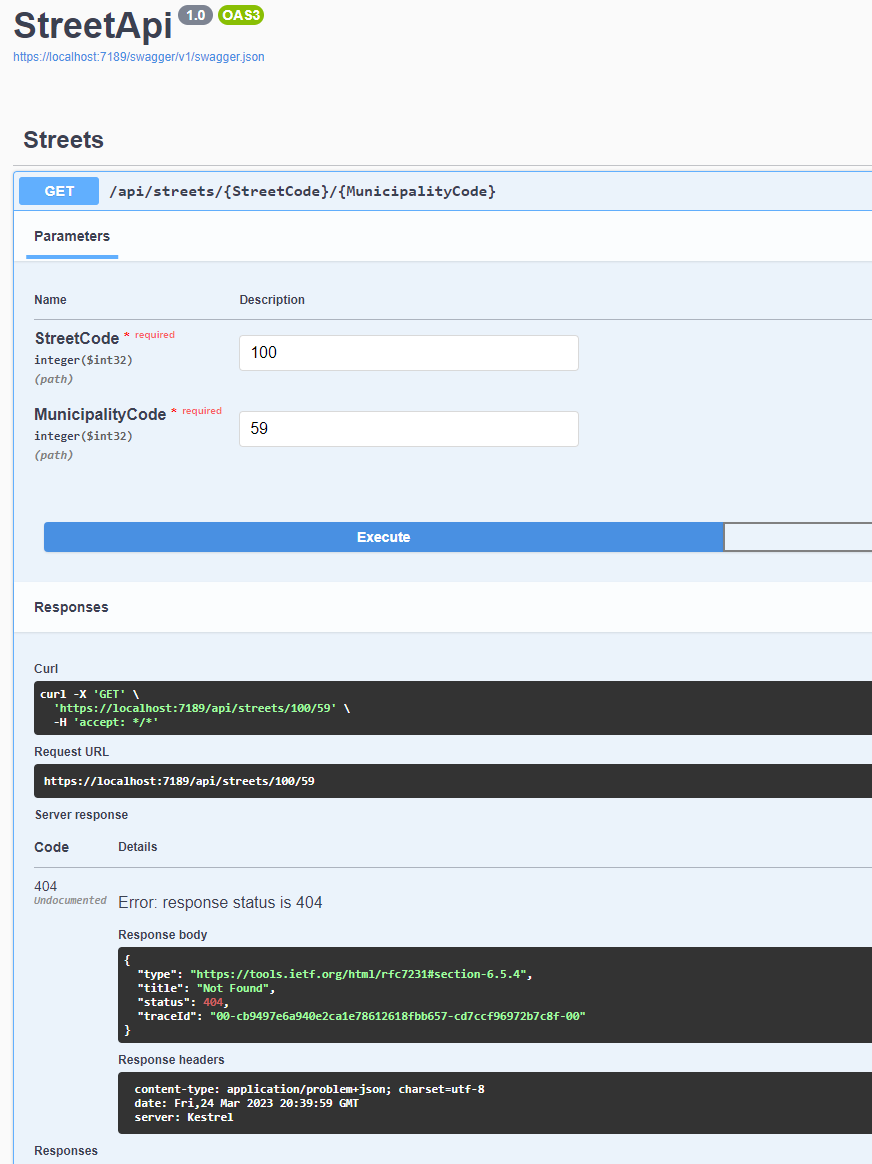 StreetApi 1.0 OAS3
https://localhost:7189/swagger/v1/swagger.json
Streets
GET /api/streets/{StreetCode}/{MunicipalityCode}
Parameters
Name Description
StreetCode * required
integer($int32)
(path)
100
MunicipalityCode * required
integer($int32)
(path)
59
Execute
Responses
Curl
curl -X 'GET' \
  'https://localhost:7189/api/streets/100/59' \
  -H 'accept: */*'
Request URL
https://localhost:7189/api/streets/100/59
Server response
Code Details
404
Undocumented
Error: response status is 404
Response body
{
  "type": "https://tools.ietf.org/html/rfc7231#section-6.5.4",
  "title": "Not Found",
  "status": 404,
  "traceId": "00-cb9497e6a940e2ca1e78612618fbb657-cd7ccf96972b7c8f-00"
}
Response headers
content-type: application/problem+json; charset=utf-8
date: Fri,24 Mar 2023 20:39:59 GMT
server: Kestrel
Responses